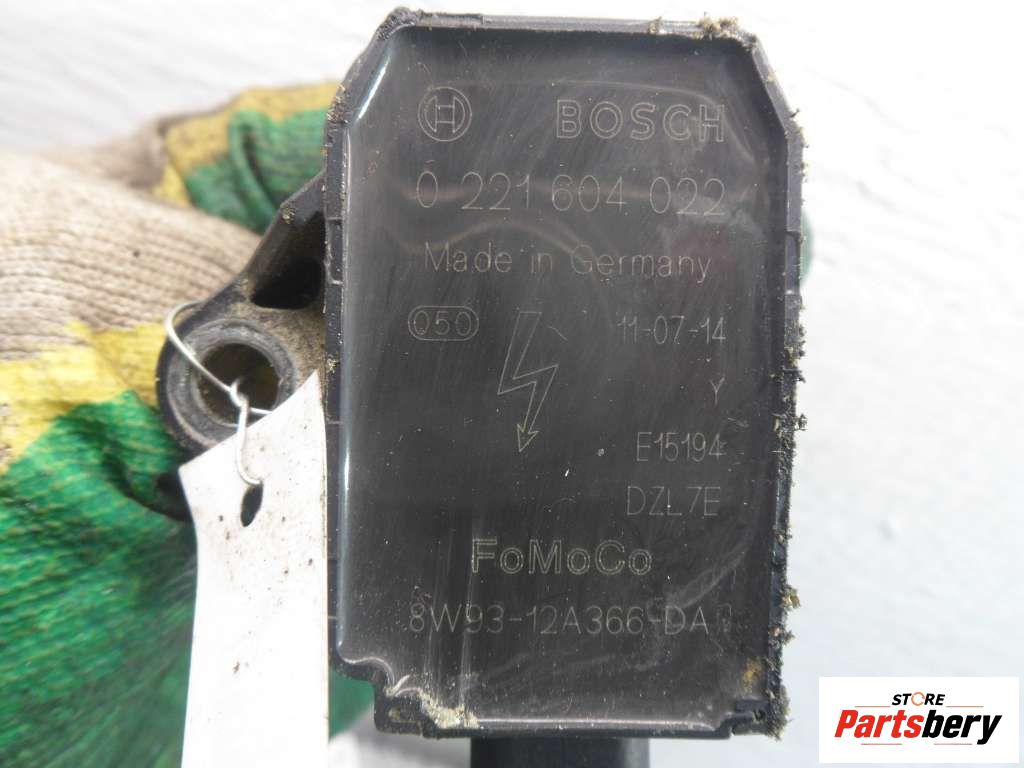 BOSCH
0 221 604 022
Made in Germany
050
11-07-14
Y
E15194
DZL7E
FoMoCo
8W93-12A366-DA
STORE
Partsbery